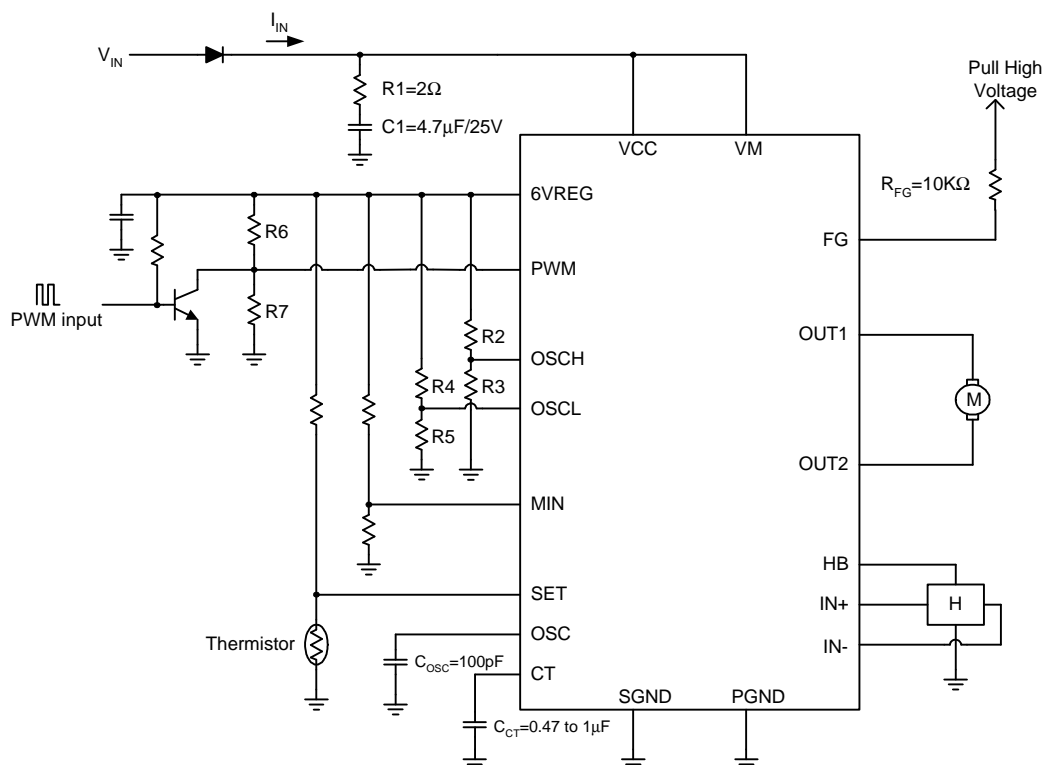 V_IN
I_IN
R1=2Ω
C1=4.7μF/25V
Pull High
Voltage
VCC
VM
R_FG=10KΩ
6VREG
FG
R6
PWM
R7
PWM input
R2
OUT1
OSCH
R4
R3
M
OSCL
R5
OUT2
MIN
HB
SET
IN+
H
OSC
Thermistor
IN-
C_OSC=100pF
CT
SGND
PGND
C_CT=0.47 to 1μF